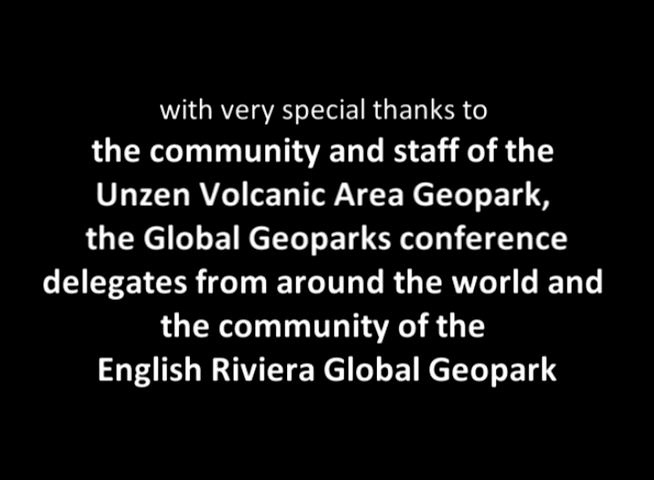 with very special thanks to
the community and staff of the
Unzen Volcanic Area Geopark,
the Global Geoparks conference
delegates from around the world and
the community of the
English Riviera Global Geopark